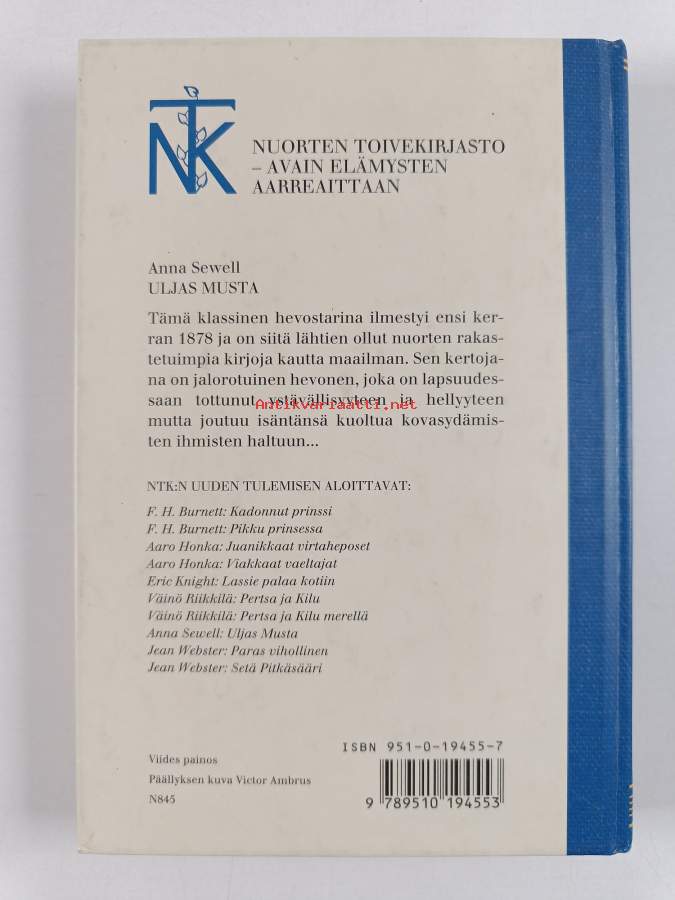 NTK
NUORTEN TOIVEKIRJASTO
– AVAIN ELÄMYSTEN
AARREAITTAAN
Anna Sewell
ULJAS MUSTA
Tämä klassinen hevostarina ilmestyi ensi ker-
ran 1878 ja on siitä lähtien ollut nuorten rakas-
tetuimpia kirjoja kautta maailman. Sen kertoja-
na on jalorotuinen hevonen, joka on lapsuudes-
saan tottunut ystävällisyyteen ja hellyyteen
Antikvariaatti.net
mutta joutuu isäntänsä kuoltua kovasydämis-
ten ihmisten haltuun...
NTK:N UUDEN TULEMISEN ALOITTAVAT:
F. H. Burnett: Kadonnut prinssi
F. H. Burnett: Pikku prinsessa
Aaro Honka: Juanikkaat virtaheposet
Aaro Honka: Viakkaat vaeltajat
Eric Knight: Lassie palaa kotiin
Väinö Riikkilä: Pertsa ja Kilu
Väinö Riikkilä: Pertsa ja Kilu merellä
Anna Sewell: Uljas Musta
Jean Webster: Paras vihollinen
Jean Webster: Setä Pitkäsääri
ISBN 951-0-19455-7
Viides painos
Päällyksen kuva Victor Ambrus
N845
9 789510 194553